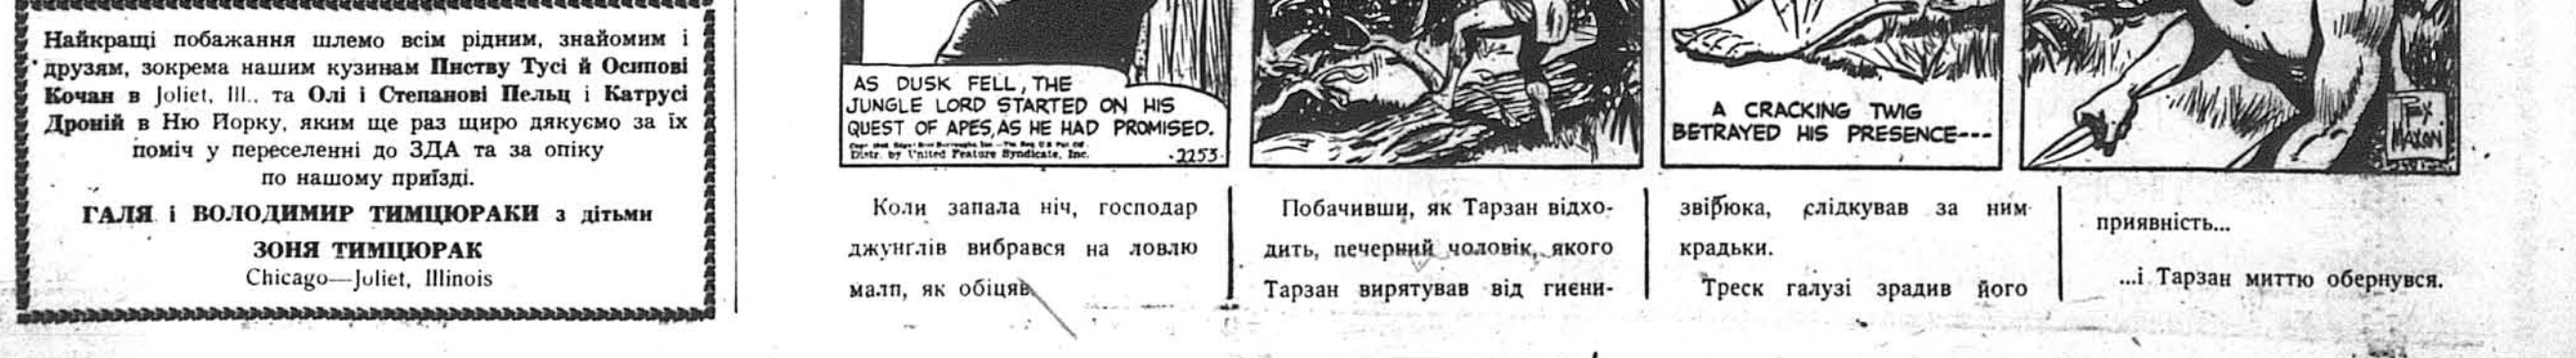 Найкращі побажання шлемо всім рідним, знайомим і
друзям, зокрема нашим кузинам Пиству Тусі й Осипові
Кочан в Joliet, Ill., та Олі і Степанові Пельц і Катрусі
Дроній в Ню Йорку, яким ще раз щиро дякуємо за їх
поміч у переселенні до ЗДА та за опіку
по нашому приїзді.
ГАЛЯ і ВОЛОДИМИР ТИМЦЮРАКИ з дітьми
ЗОНЯ ТИМЦЮРАК
Chicago—Joliet, Illinois
AS DUSK FELL, THE
JUNGLE LORD STARTED ON HIS
QUEST OF APES, AS HE HAD PROMISED.
Distr. by United Feature Syndicate, Inc.
-2253-
A CRACKING TWIG
BETRAYED HIS PRESENCE---
REX
MAXON
Коли запала ніч, господар
джунглів вибрався на ловлю
малп, як обіцяв.
Побачивши, як Тарзан відхо-
дить, печерний чоловік, якого
Тарзан вирятував від гиєни-
звірюка, слідкував за ним
крадьки.
Треск галузі зрадив його
приявність...
...і Тарзан миттю обернувся.